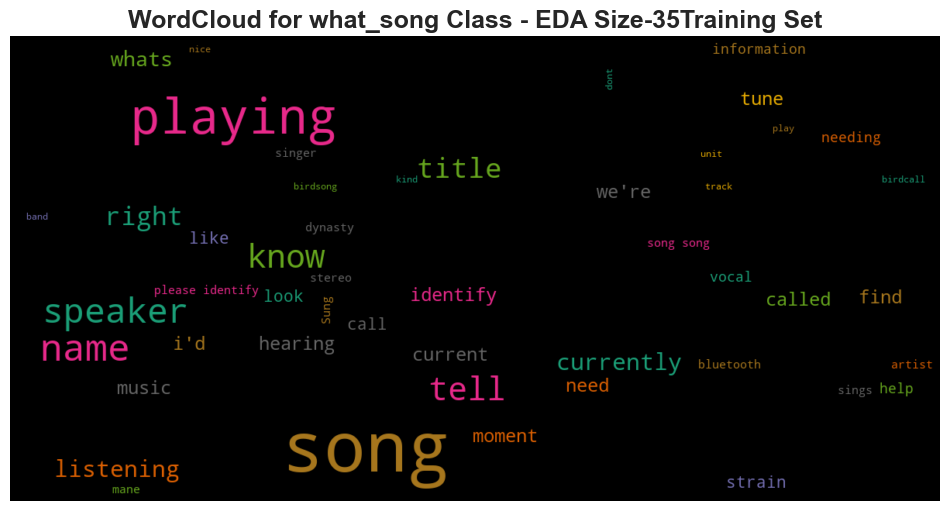 WordCloud for what_song Class - EDA Size-35Training Set
nice
information
whats
dont
tune
playing
play
needing
singer
unit
title
kind
birdcall
birdsong
track
we're
band
right
dynasty
like
song song
know
stereo
vocal
please identify
look
identify
called
find
speaker
Sung
call
name
i'd
hearing
current
currently
bluetooth
artist
music
tell
need
sings
help
song
moment
listening
strain
mane